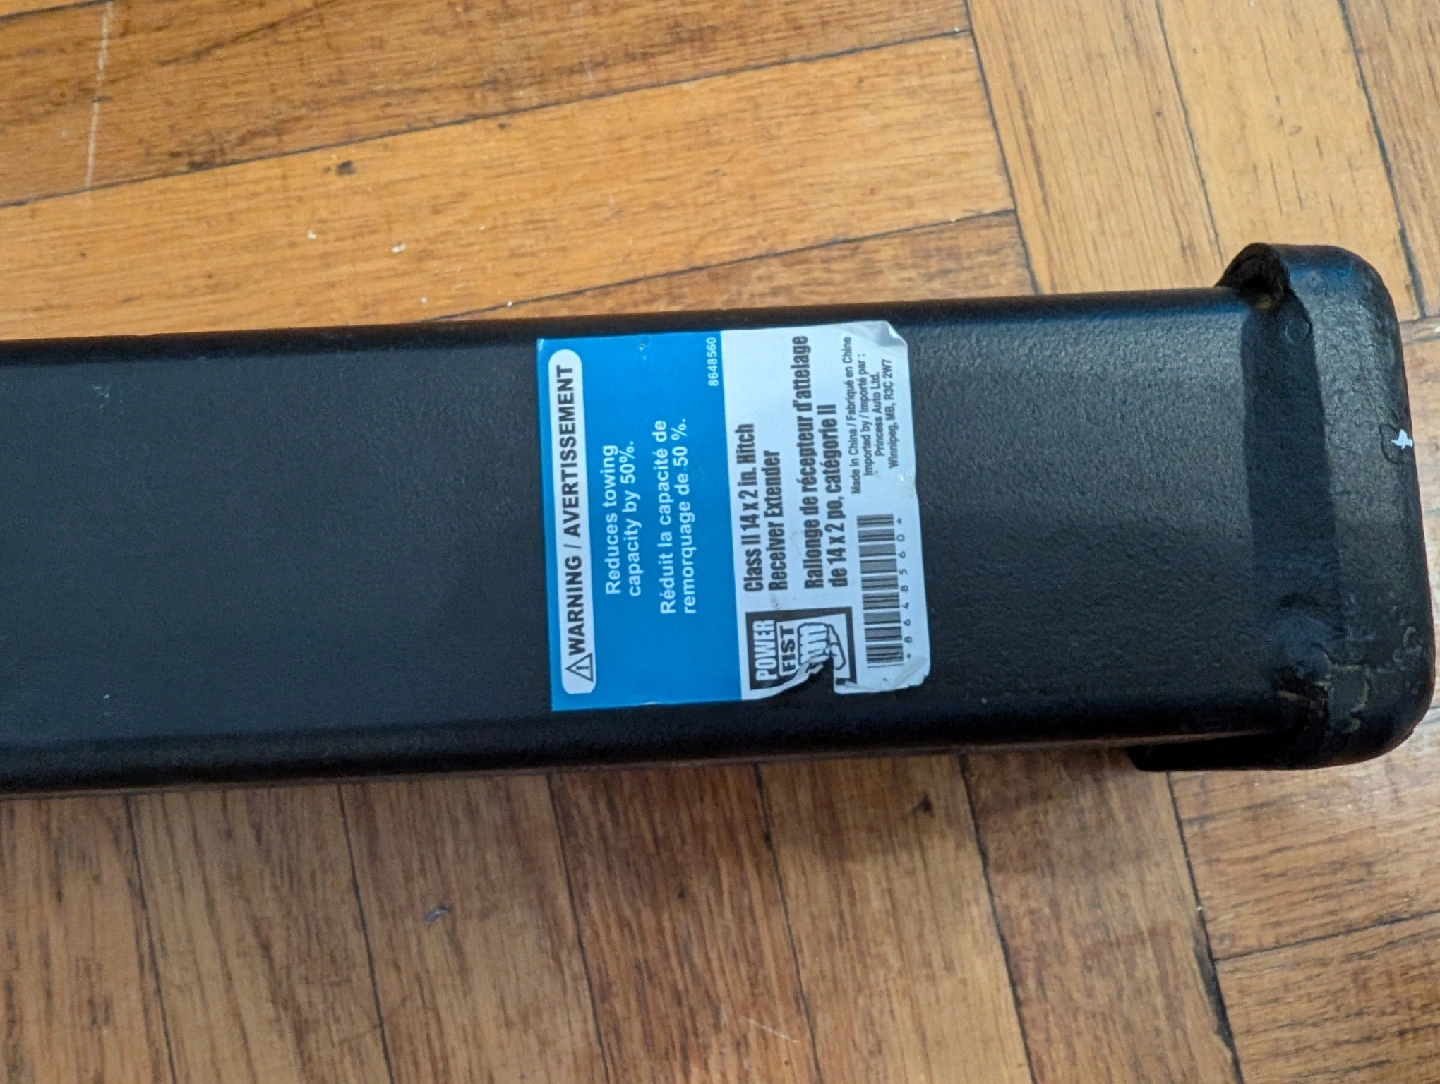 WARNING / AVERTISSEMENT
Reduces towing
capacity by 50%.
Réduit la capacité de
remorquage de 50 %.
8648560
Class II 14 x 2 in. Hitch
Receiver Extender
Rallonge de récepteur d'attelage
de 14 x 2 po, catégorie II
Made in China / Fabriqué en Chine
Imported by / Importé par :
Princess Auto Ltd.
Winnipeg, MB, R3C 2W7
POWER
FIST
*8648560*